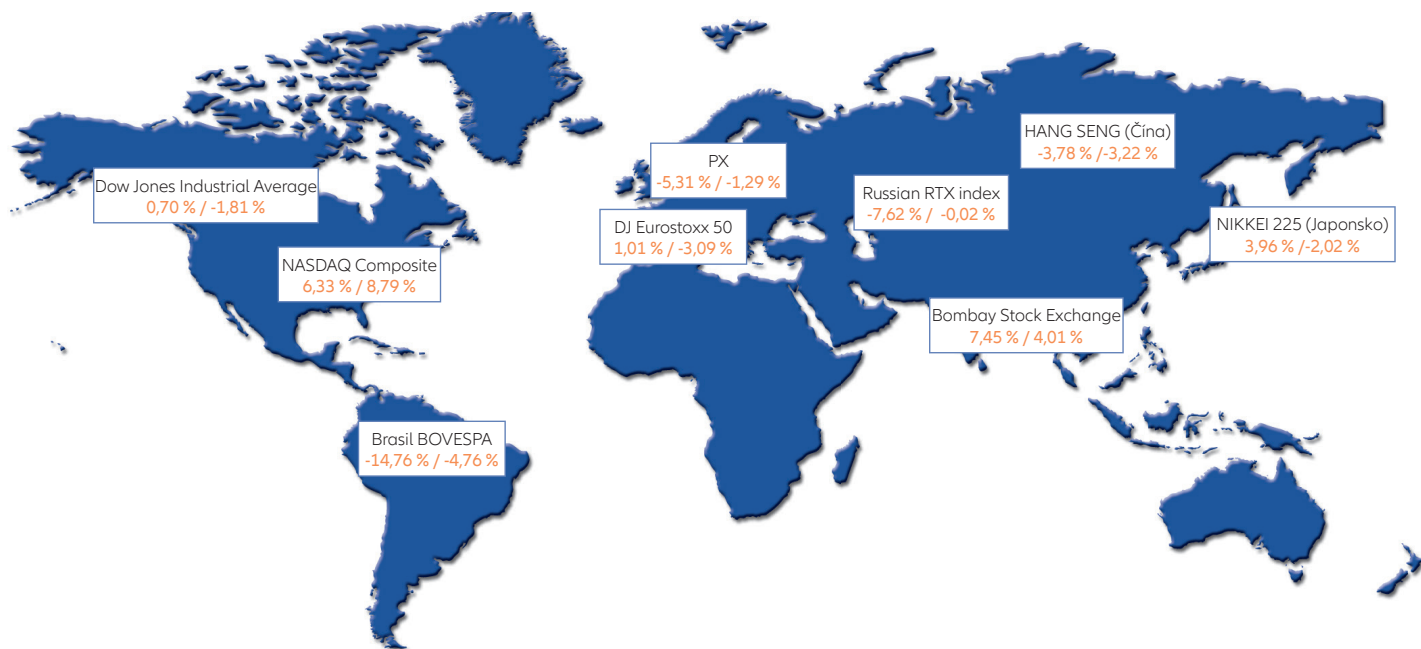 HANG SENG (Čína)
-3,78 % /-3,22 %
PX
-5,31 % / -1,29 %
Dow Jones Industrial Average
0,70 % / -1,81 %
Russian RTX index
-7,62 % / -0,02 %
DJ Eurostoxx 50
1,01 % / -3,09 %
NIKKEI 225 (Japonsko)
3,96 % /-2,02 %
NASDAQ Composite
6,33 % / 8,79 %
Bombay Stock Exchange
7,45 % / 4,01 %
Brasil BOVESPA
-14,76 % / -4,76 %